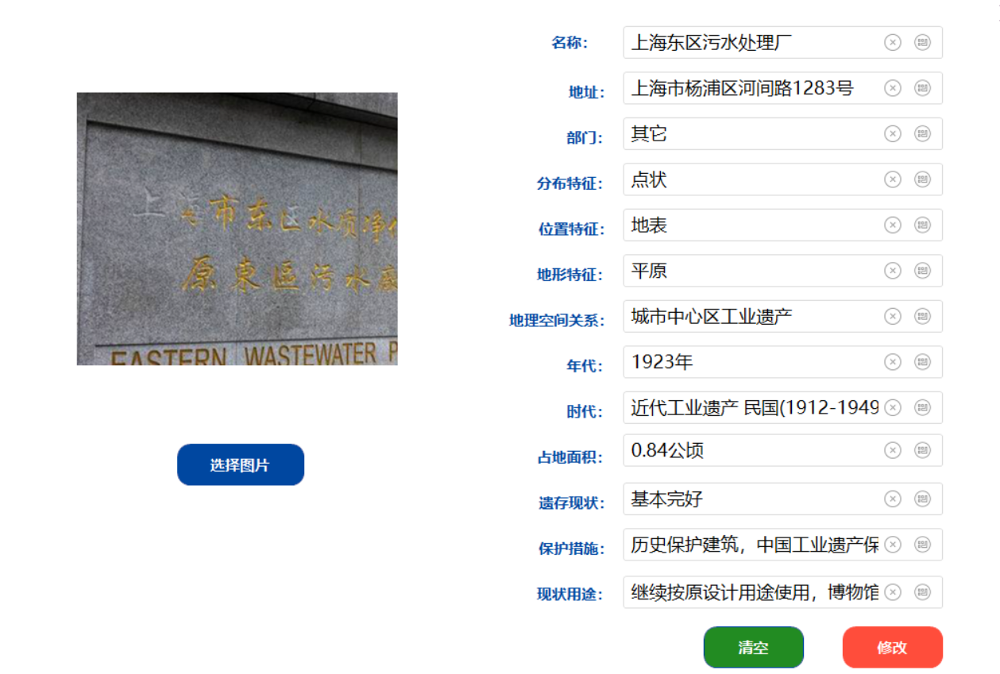 上海市东区水质净
原東區污水
EASTERN WASTEWATER P
选择图片
名称： 上海东区污水处理厂
地址： 上海市杨浦区河间路1283号
部门： 其它
分布特征： 点状
位置特征： 地表
地形特征： 平原
地理空间关系： 城市中心区工业遗产
年代： 1923年
时代： 近代工业遗产 民国(1912-1949
占地面积： 0.84公顷
遗存现状： 基本完好
保护措施： 历史保护建筑，中国工业遗产保
现状用途： 继续按原设计用途使用，博物馆
清空 修改